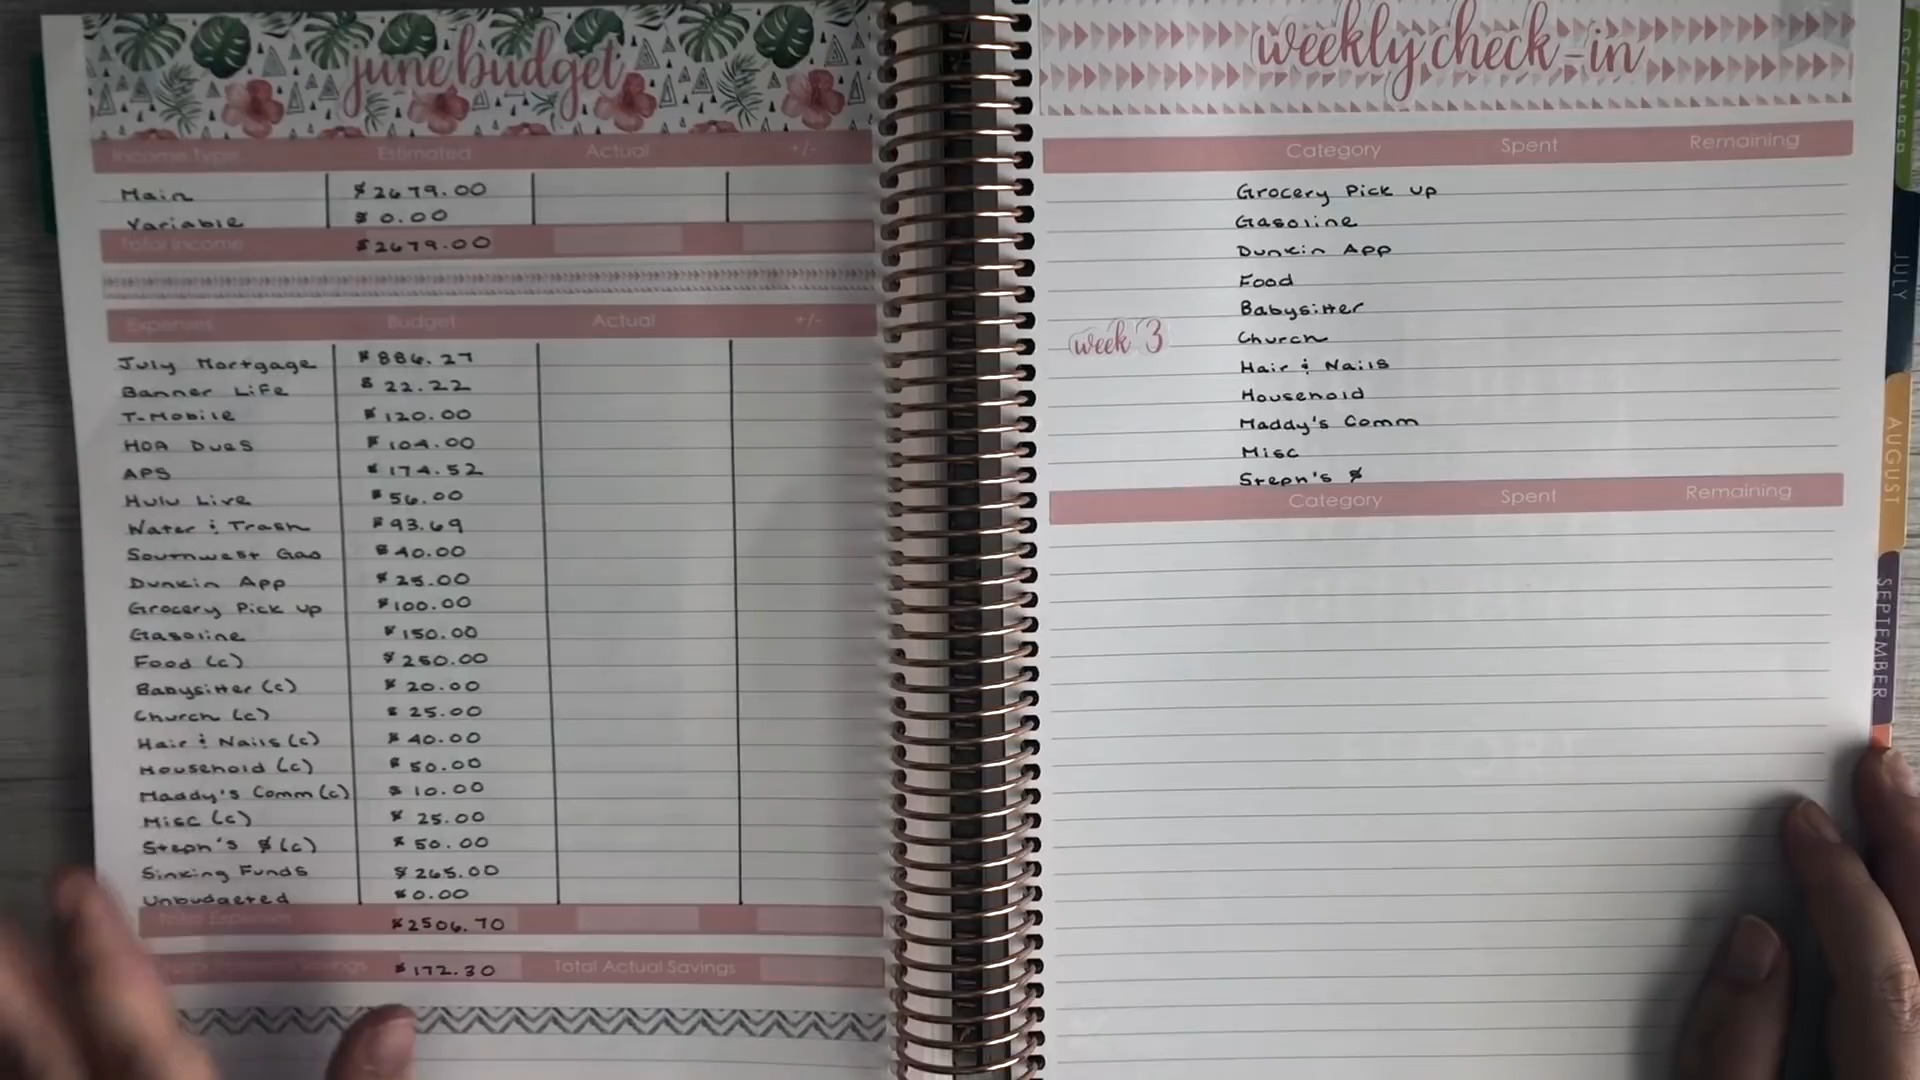 june budget
Income Type Estimated Actual +/-
Main $2679.00
Variable $0.00
Total Income $2679.00
Expenses Budget Actual +/-
July Mortgage $886.27
Banner Life $22.22
T-Mobile $120.00
HOA Dues $104.00
APS $174.52
Hulu Live $56.00
Water & Trash $93.69
Southwest Gas $40.00
Dunkin App $25.00
Grocery Pick up $100.00
Gasoline $150.00
Food (c) $250.00
Babysitter (c) $20.00
Church (c) $25.00
Hair & Nails (c) $40.00
Household (c) $50.00
Maddy's Comm (c) $10.00
Misc (c) $25.00
Steph's $ (c) $50.00
Sinking Funds $265.00
Unbudgeted $0.00
Total Expenses $2506.70
Savings $172.30 Total Actual Savings
weekly check-in
Category Spent Remaining
Grocery Pick up
Gasoline
Dunkin App
Food
Babysitter
week 3 Church
Hair & Nails
Household
Maddy's Comm
Misc
Steph's $
Category Spent Remaining
DECEMBER
JULY
AUGUST
SEPTEMBER